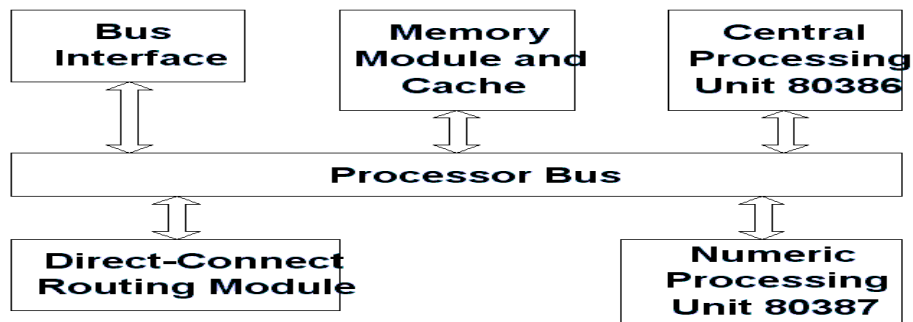 Bus
Interface
Memory
Module and
Cache
Central
Processing
Unit 80386
Processor Bus
Direct-Connect
Routing Module
Numeric
Processing
Unit 80387